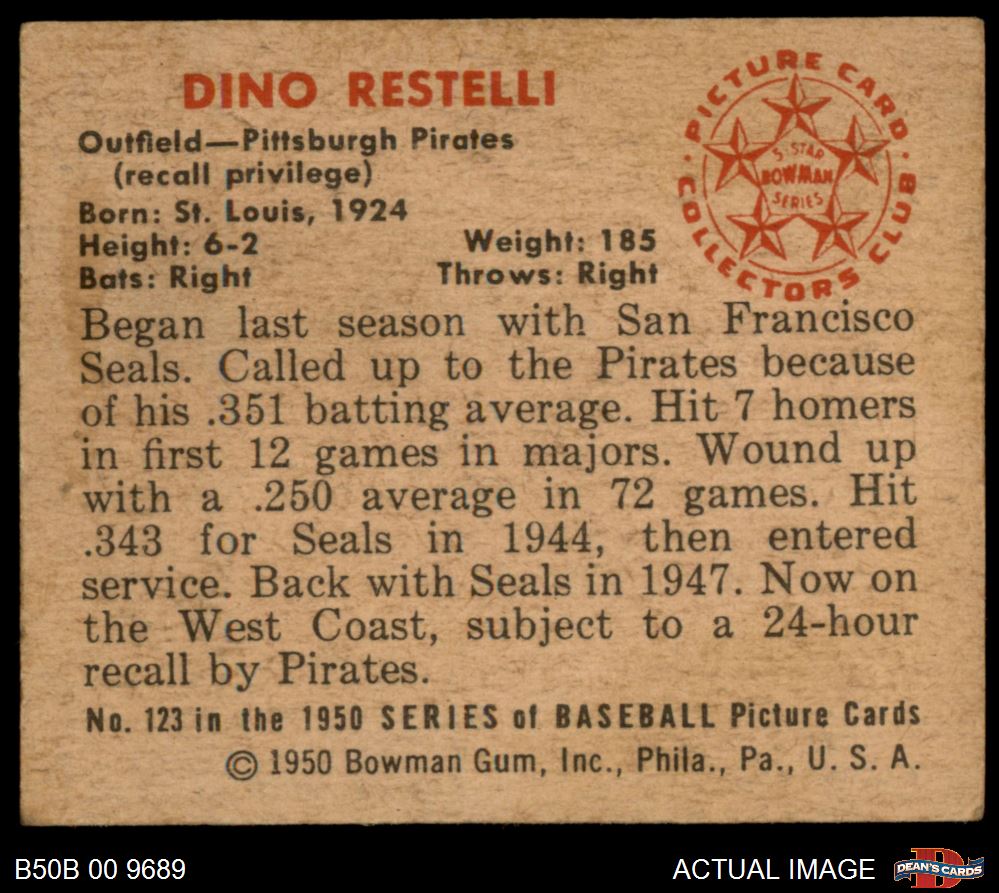 DINO RESTELLI
Outfield—Pittsburgh Pirates
(recall privilege)
Born: St. Louis, 1924
Height: 6-2 Weight: 185
Bats: Right Throws: Right
PICTURE CARD
COLLECTORS CLUB
5-STAR
BOWMAN
SERIES
Began last season with San Francisco
Seals. Called up to the Pirates because
of his .351 batting average. Hit 7 homers
in first 12 games in majors. Wound up
with a .250 average in 72 games. Hit
.343 for Seals in 1944, then entered
service. Back with Seals in 1947. Now on
the West Coast, subject to a 24-hour
recall by Pirates.
No. 123 in the 1950 SERIES of BASEBALL Picture Cards
© 1950 Bowman Gum, Inc., Phila., Pa., U. S. A.
B50B 00 9689
ACTUAL IMAGE
DEAN'S CARDS